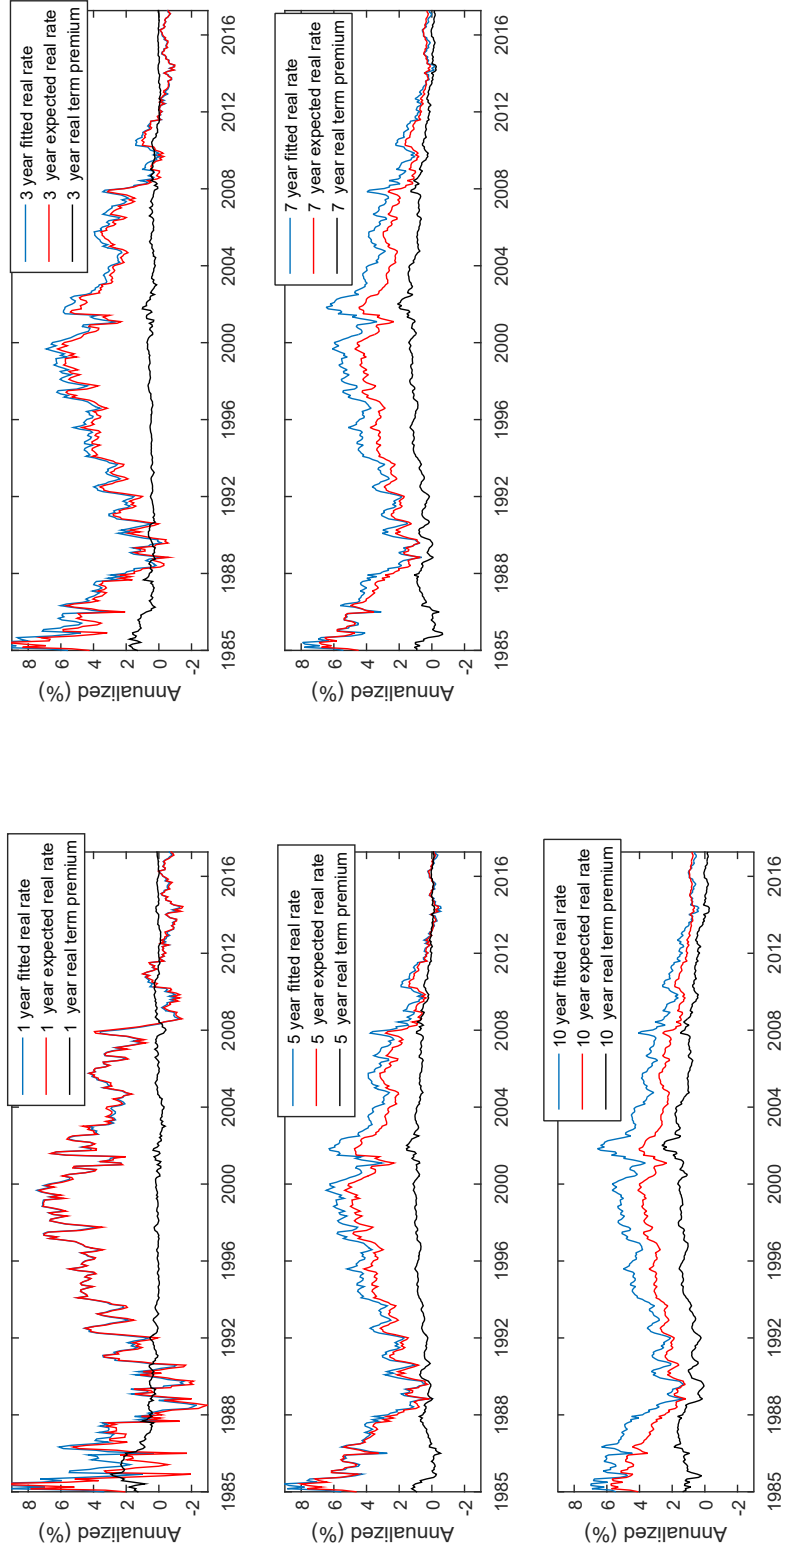 1 year fitted real rate
1 year expected real rate
1 year real term premium
Annualized (%)
8
6
4
2
0
-2
1985 1988 1992 1996 2000 2004 2008 2012 2016
3 year fitted real rate
3 year expected real rate
3 year real term premium
Annualized (%)
8
6
4
2
0
-2
1985 1988 1992 1996 2000 2004 2008 2012 2016
5 year fitted real rate
5 year expected real rate
5 year real term premium
Annualized (%)
8
6
4
2
0
-2
1985 1988 1992 1996 2000 2004 2008 2012 2016
7 year fitted real rate
7 year expected real rate
7 year real term premium
Annualized (%)
8
6
4
2
0
-2
1985 1988 1992 1996 2000 2004 2008 2012 2016
10 year fitted real rate
10 year expected real rate
10 year real term premium
Annualized (%)
8
6
4
2
0
-2
1985 1988 1992 1996 2000 2004 2008 2012 2016